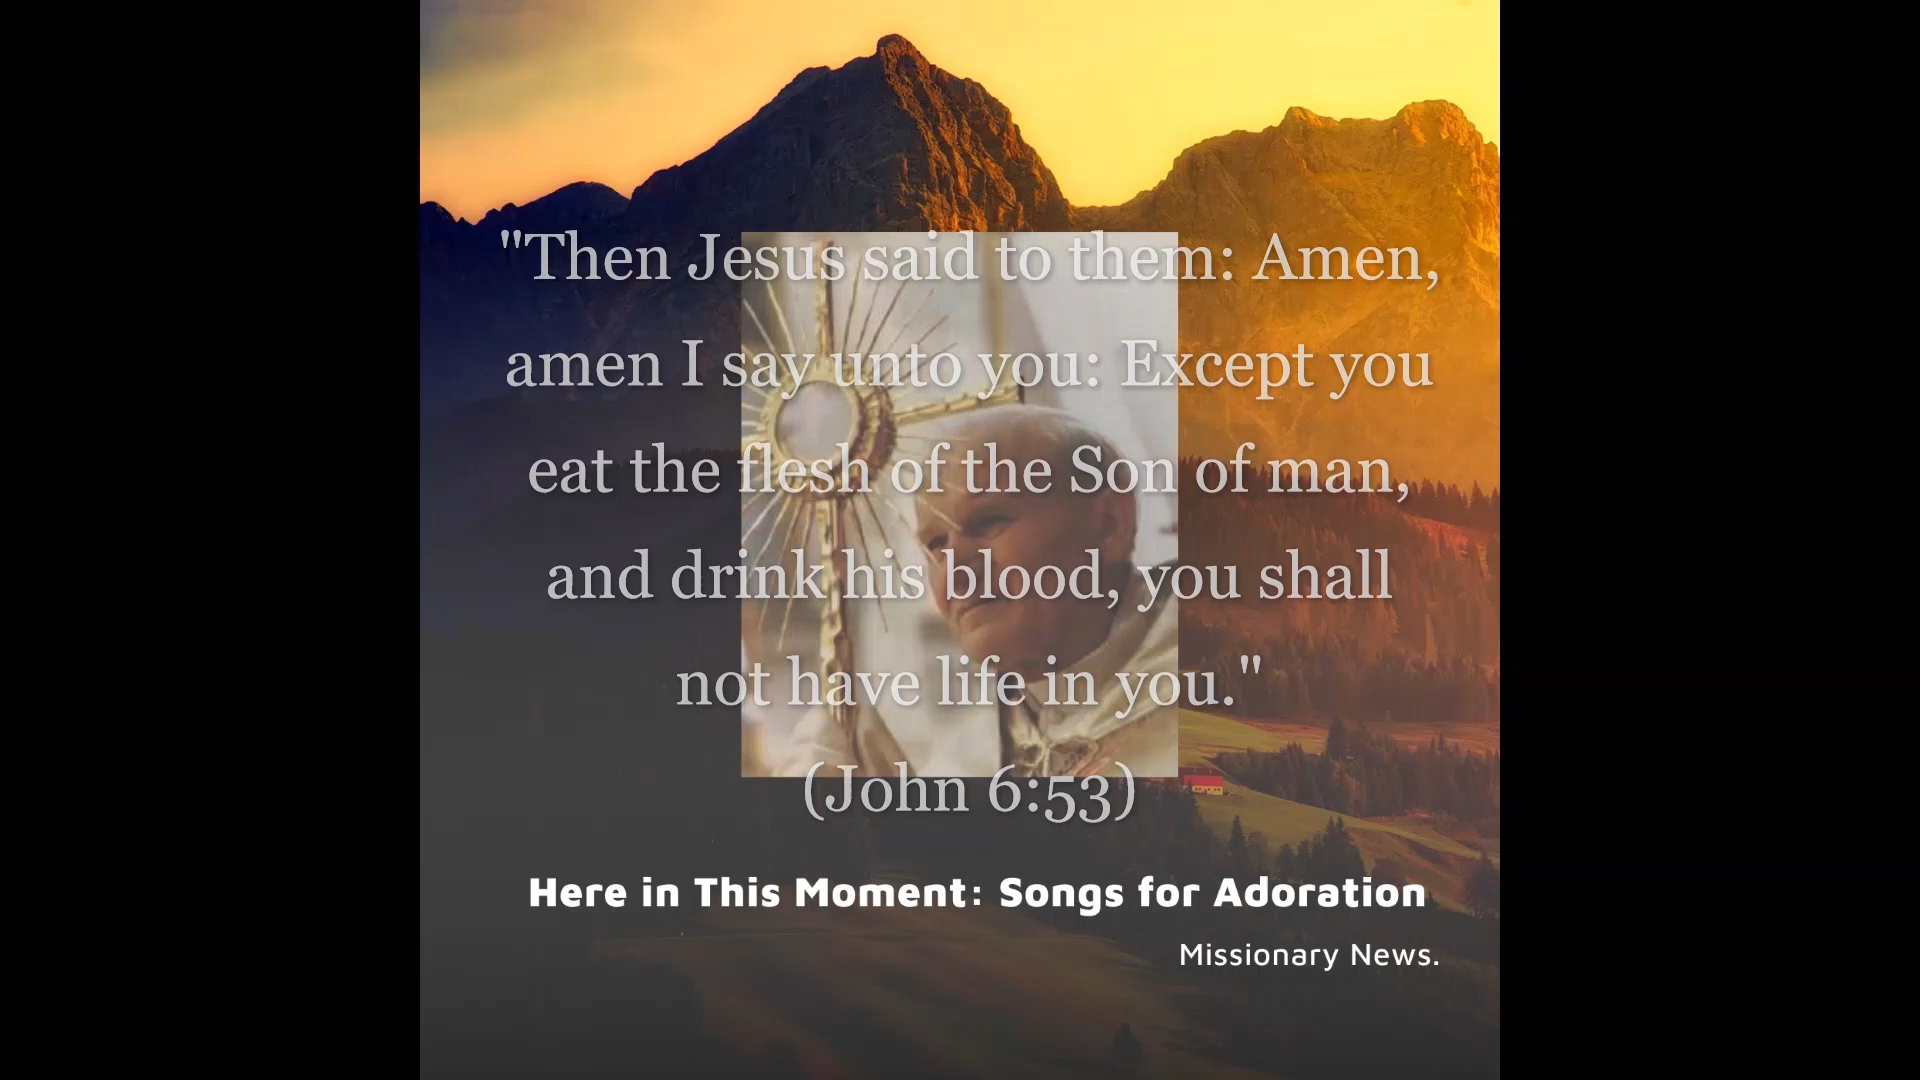 "Then Jesus said to them: Amen,
amen I say unto you: Except you
eat the flesh of the Son of man,
and drink his blood, you shall
not have life in you."
(John 6:53)
Here in This Moment: Songs for Adoration
Missionary News.